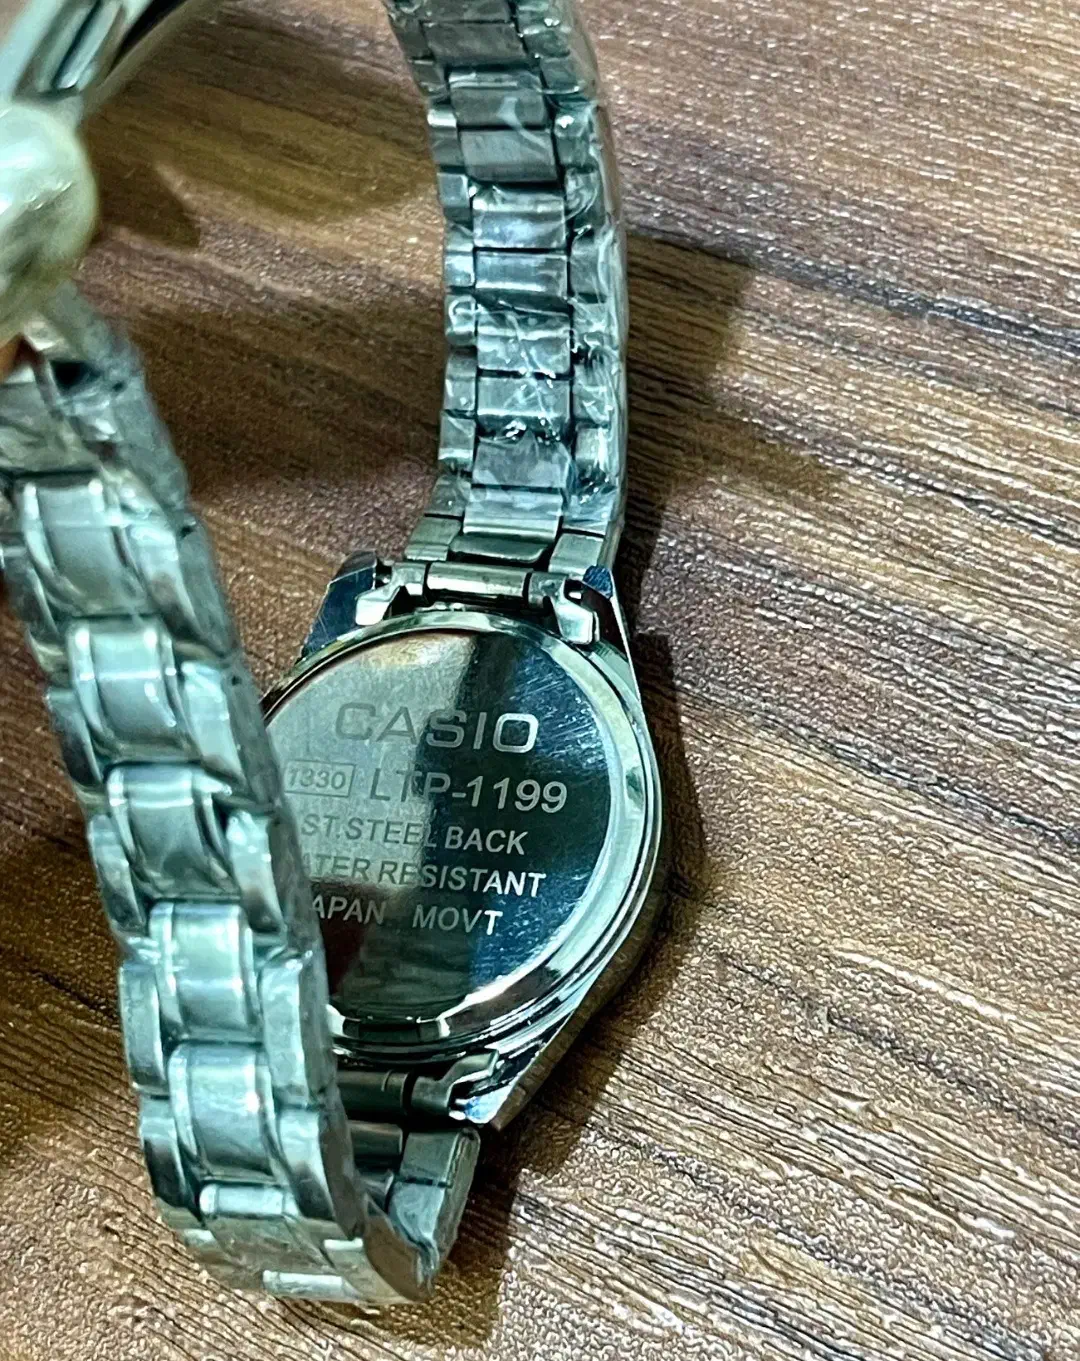 CASIO
1330 LTP-1199
ST.STEEL BACK
ATER RESISTANT
APAN MOVT